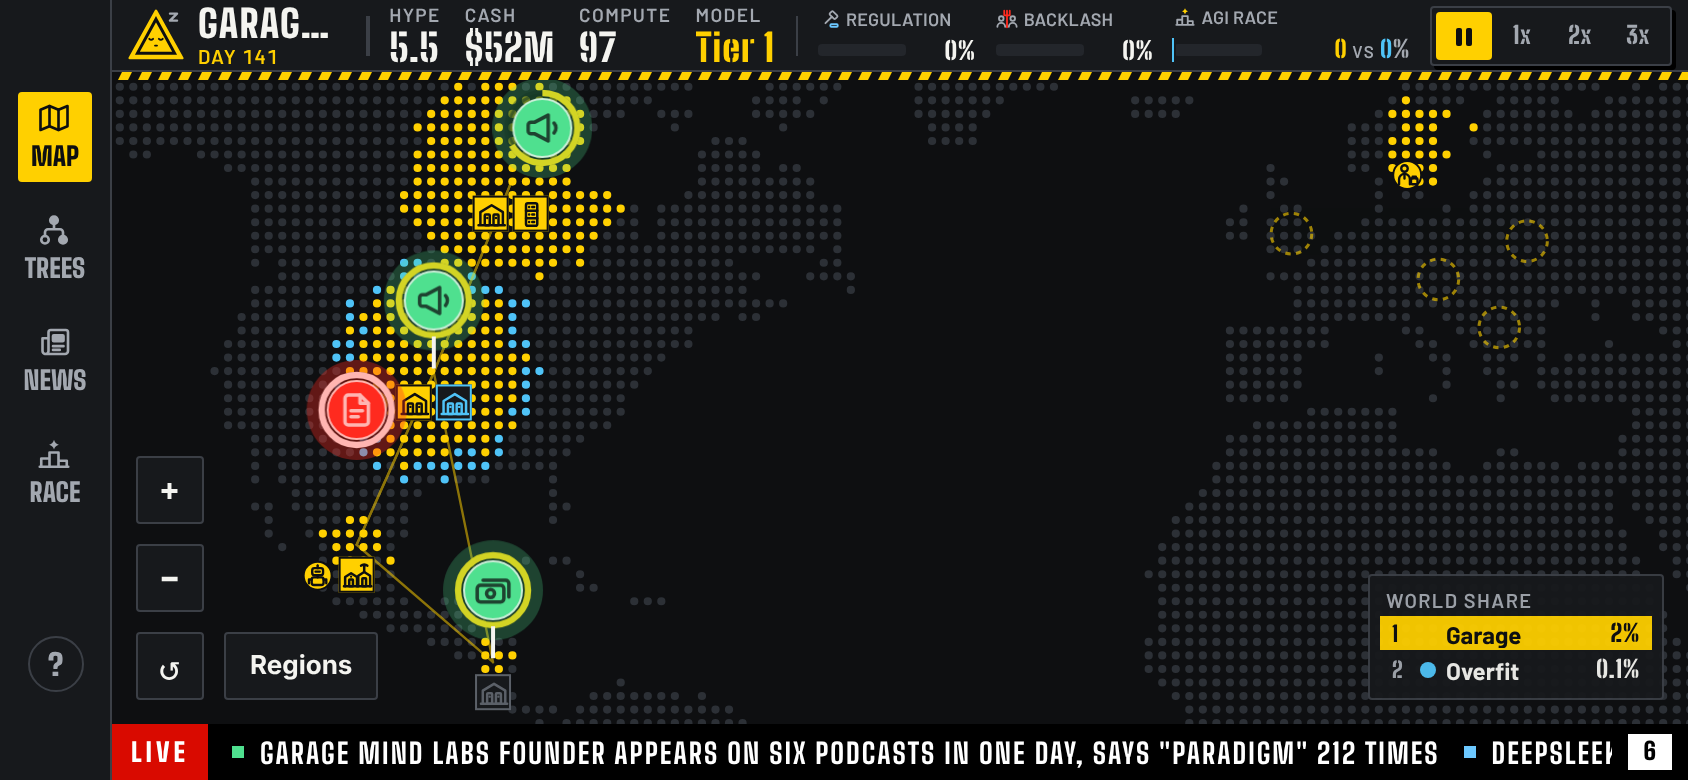 z
GARAG...
DAY 141
HYPE
5.5
CASH
$52M
COMPUTE
97
MODEL
Tier 1
REGULATION
0%
BACKLASH
0%
AGI RACE
0 VS 0%
1x
2x
3x
MAP
TREES
NEWS
RACE
?
+
−
↺
Regions
WORLD SHARE
1 Garage 2%
2 Overfit 0.1%
LIVE
GARAGE MIND LABS FOUNDER APPEARS ON SIX PODCASTS IN ONE DAY, SAYS "PARADIGM" 212 TIMES
DEEPSLEEK
6